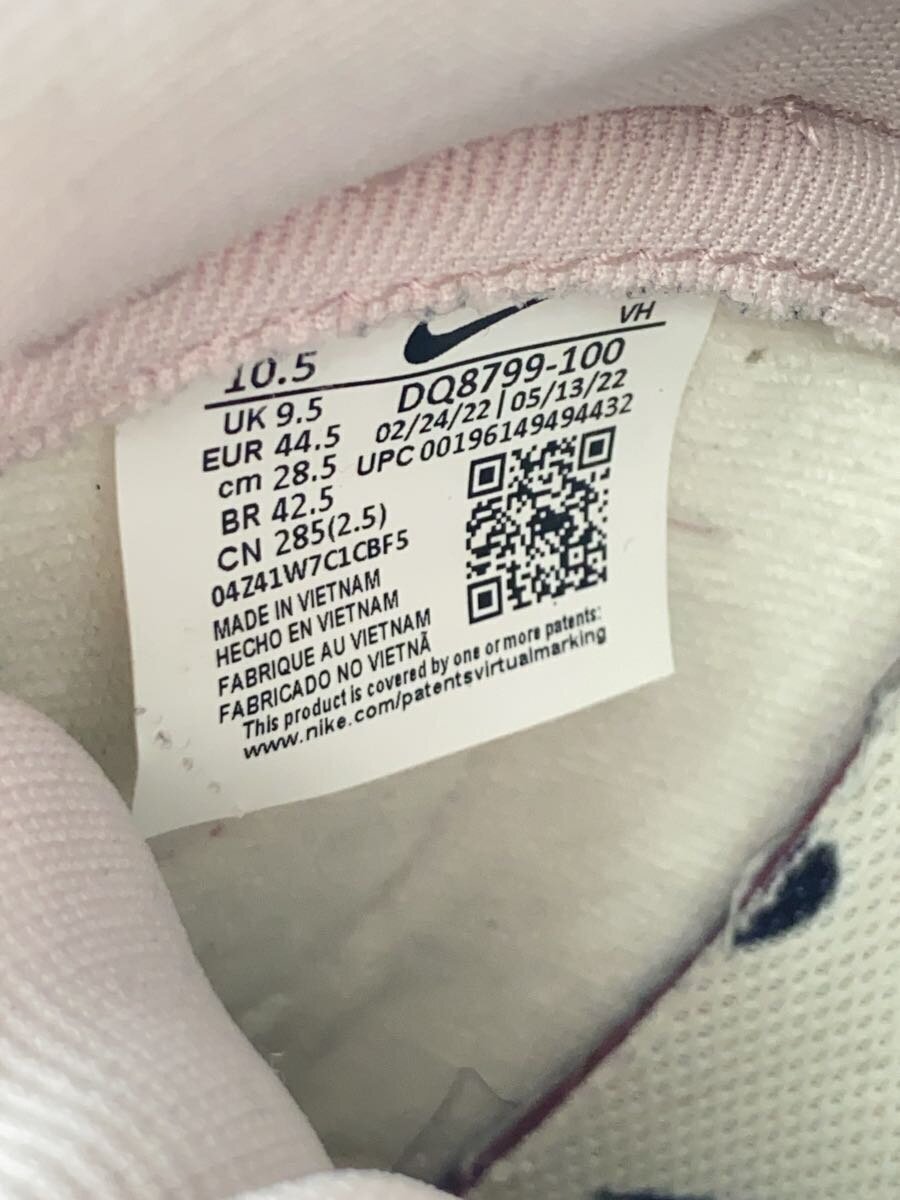 10.5
VH
UK 9.5
DQ8799-100
EUR 44.5
02/24/22 | 05/13/22
cm 28.5
UPC 00196149494432
BR 42.5
CN 285(2.5)
04Z41W7C1CBF5
MADE IN VIETNAM
HECHO EN VIETNAM
FABRIQUE AU VIETNAM
FABRICADO NO VIETNÃ
This product is covered by one or more patents:
www.nike.com/patentsvirtualmarking